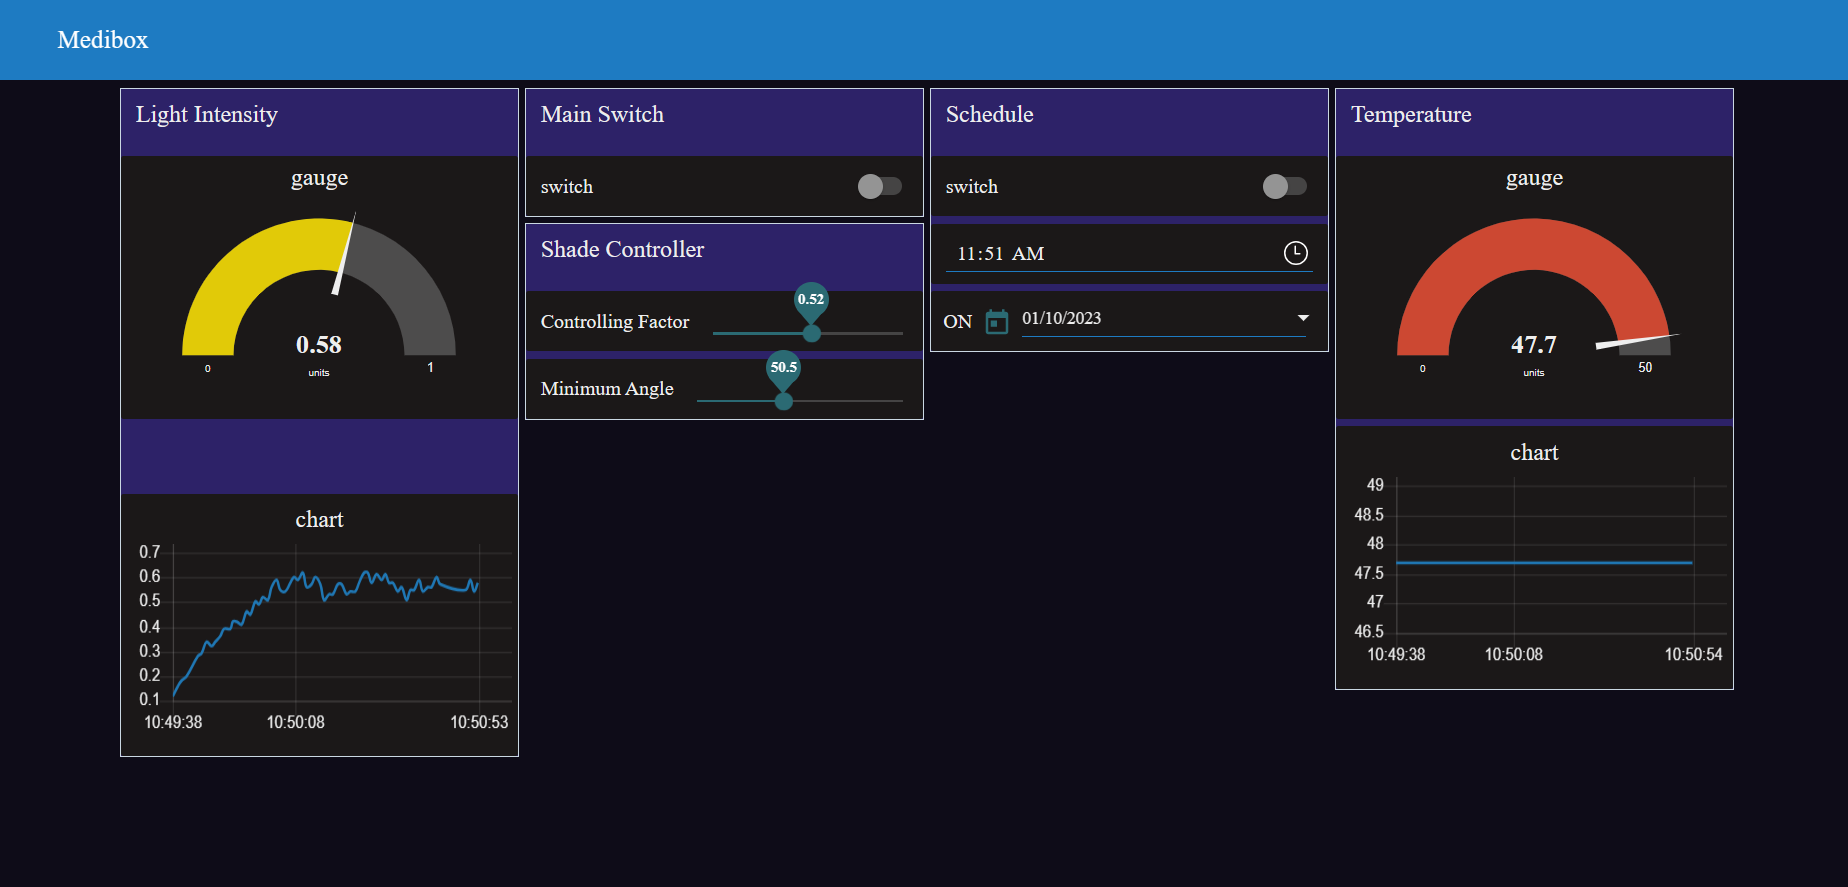 Medibox
Light Intensity
gauge
0.58
0
units
1
chart
0.7
0.6
0.5
0.4
0.3
0.2
0.1
10:49:38
10:50:08
10:50:53
Main Switch
switch
Shade Controller
0.52
Controlling Factor
50.5
Minimum Angle
Schedule
switch
11:51 AM
ON 01/10/2023
Temperature
gauge
47.7
0
units
50
chart
49
48.5
48
47.5
47
46.5
10:49:38
10:50:08
10:50:54